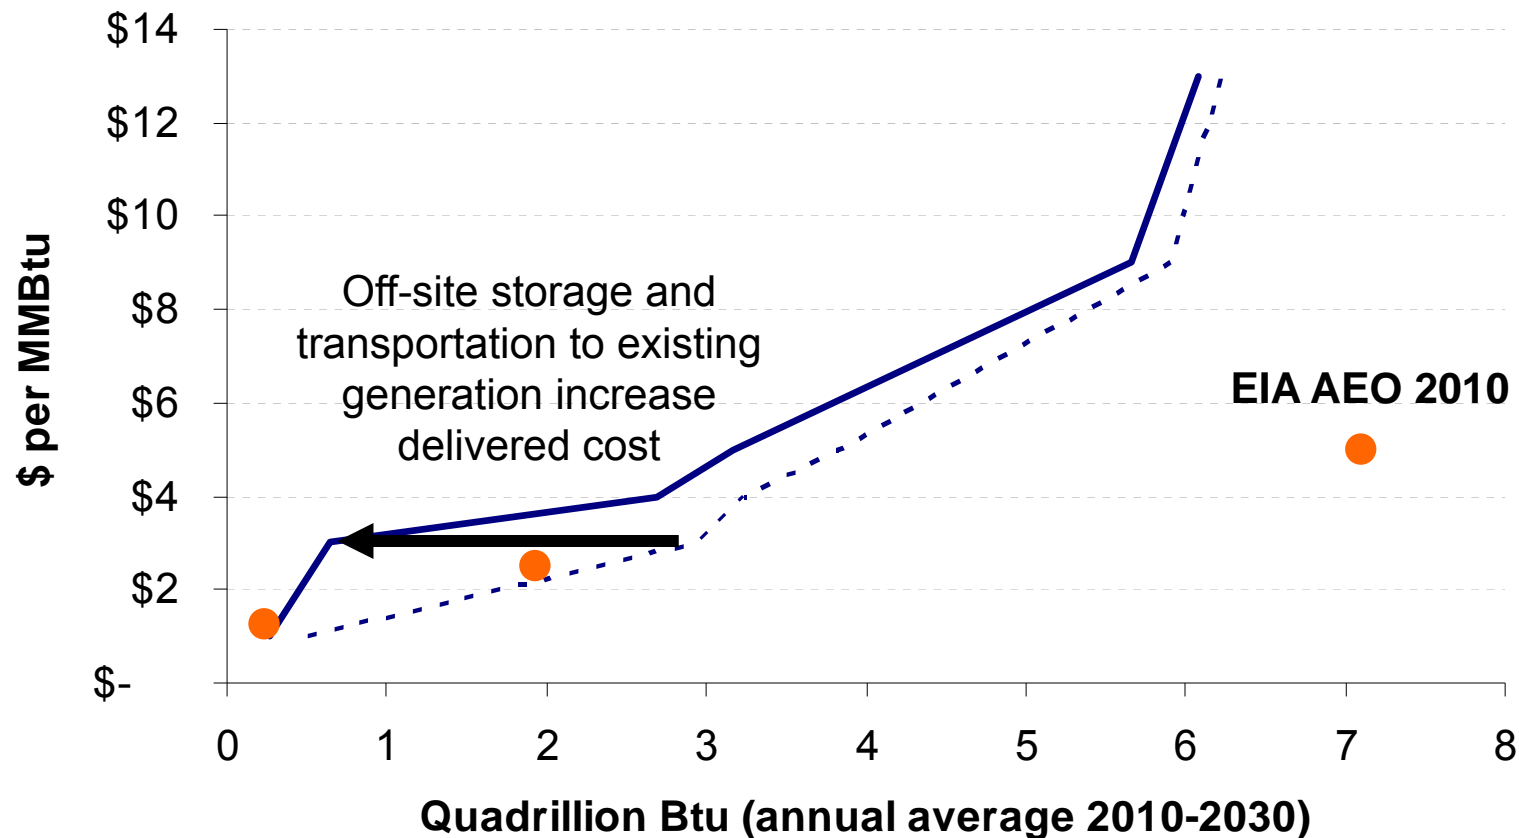 $14
$12
$10
$8
$6
$4
$2
$-
$ per MMBtu
Off-site storage and
transportation to existing
generation increase
delivered cost
EIA AEO 2010
0 1 2 3 4 5 6 7 8
Quadrillion Btu (annual average 2010-2030)